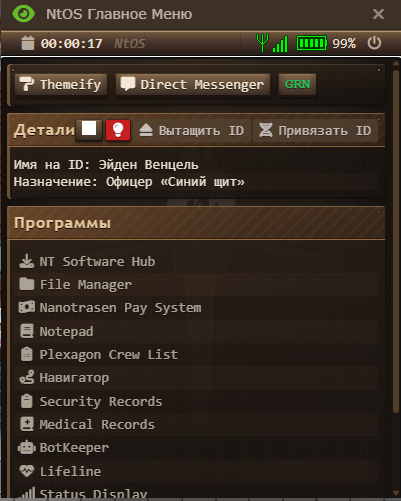 NtOS Главное Меню
00:00:17 NtOS 99%
Themeify Direct Messenger GRN
Детали Вытащить ID Привязать ID
Имя на ID: Эйден Венцель
Назначение: Офицер «Синий щит»
Программы
NT Software Hub
File Manager
Nanotrasen Pay System
Notepad
Plexagon Crew List
Навигатор
Security Records
Medical Records
BotKeeper
Lifeline
Status Display